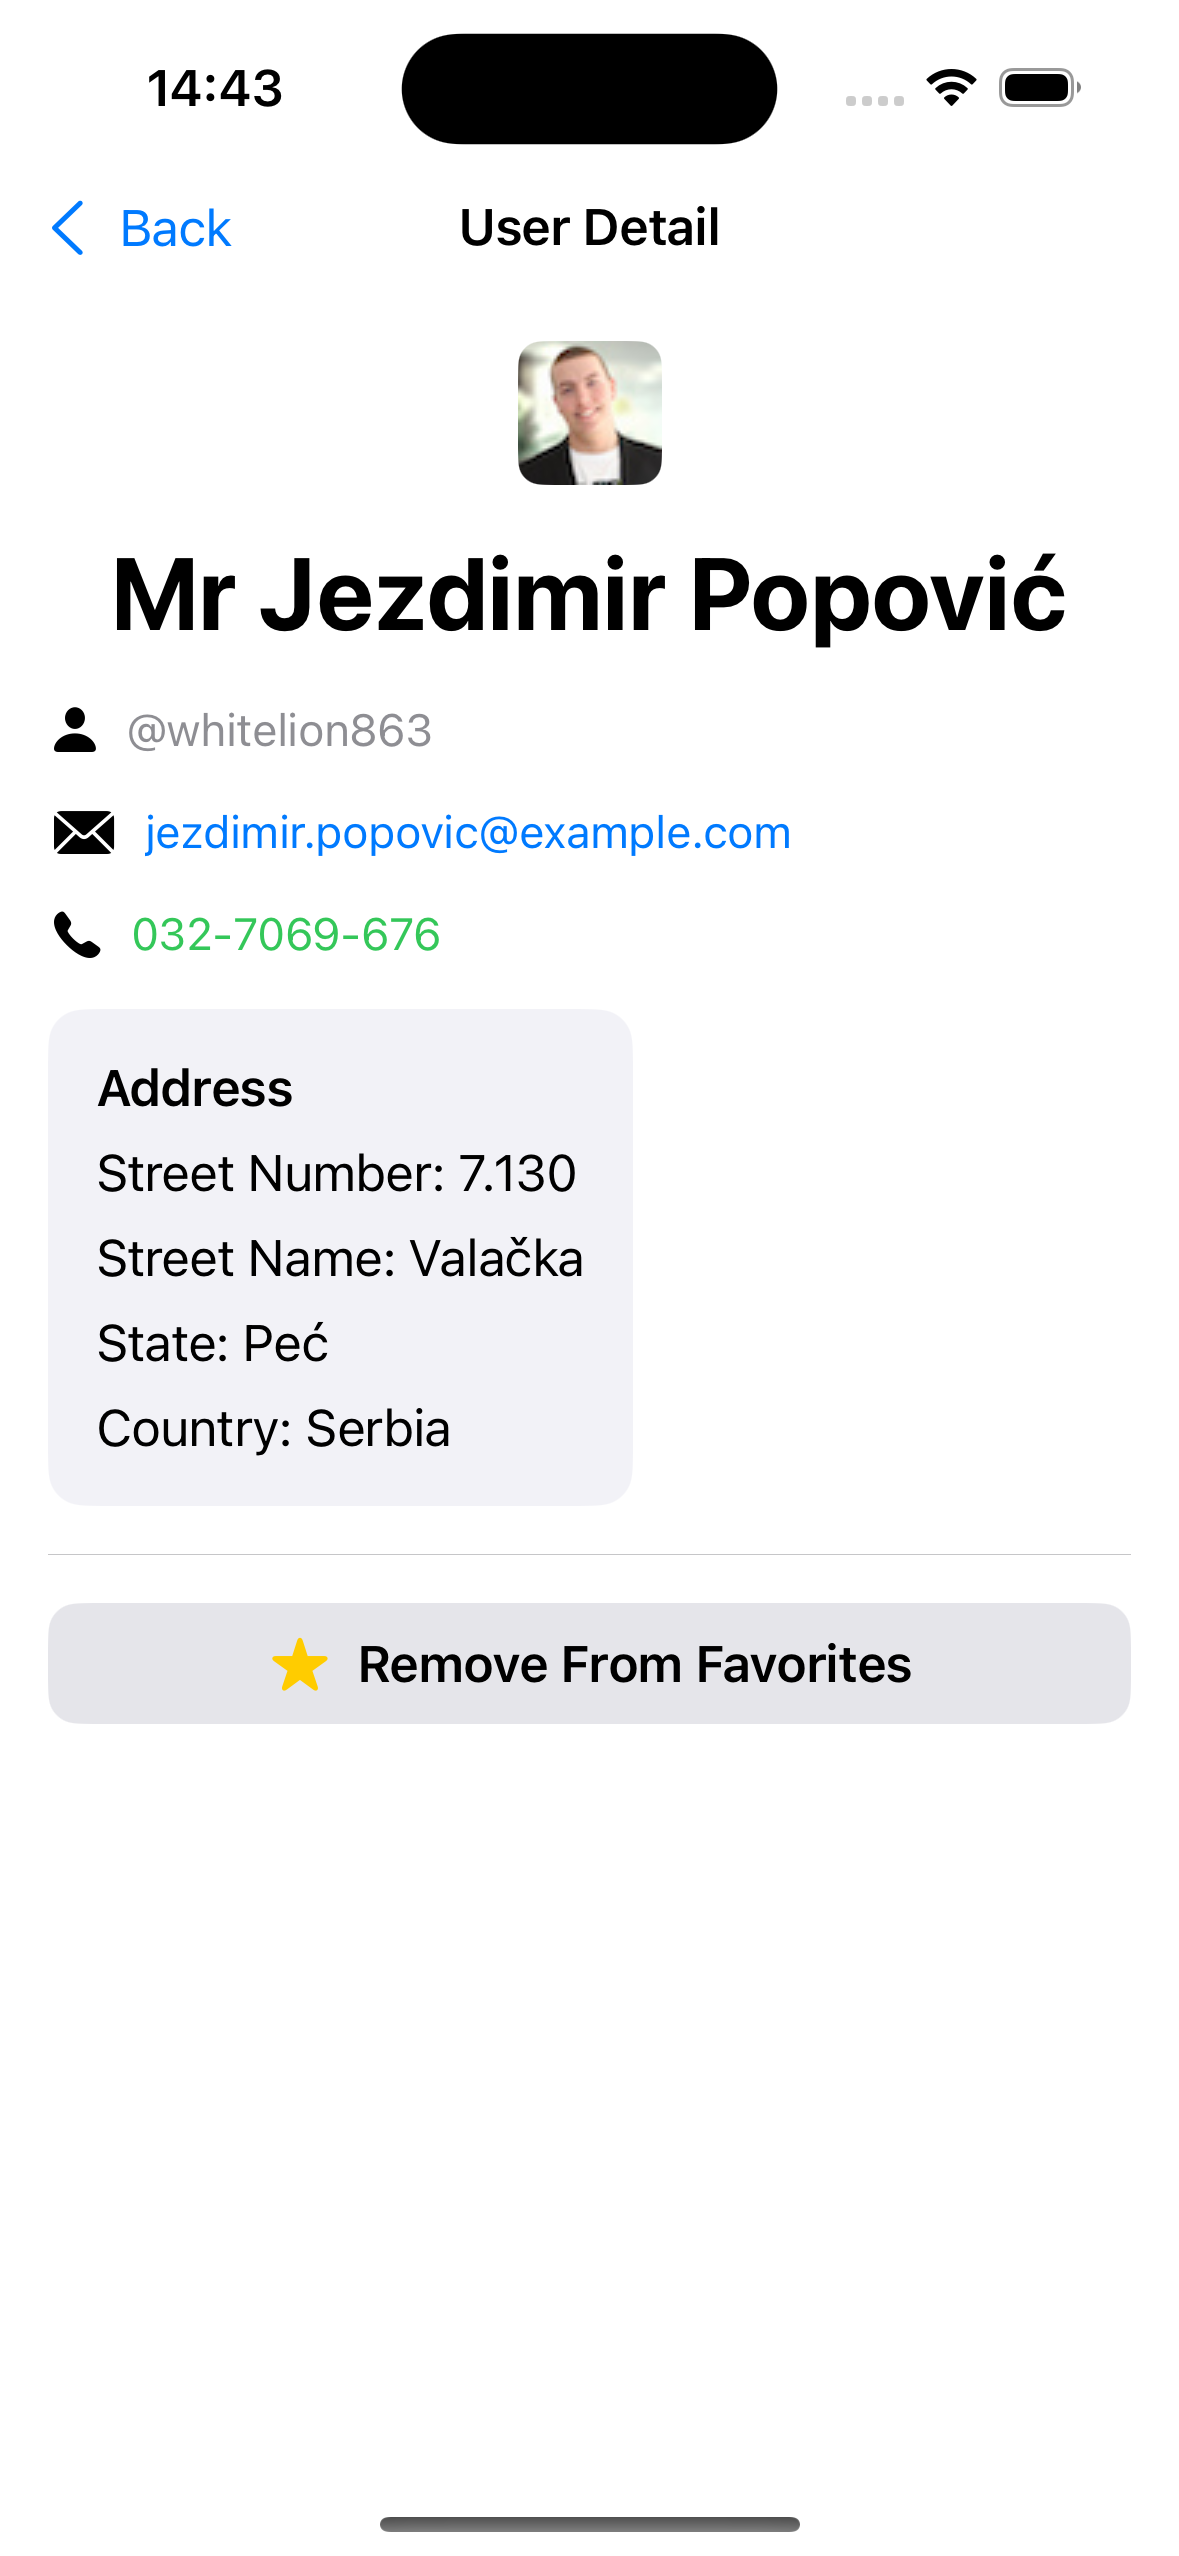 14:43
Back
User Detail
Mr Jezdimir Popović
@whitelion863
jezdimir.popovic@example.com
032-7069-676
Address
Street Number: 7.130
Street Name: Valačka
State: Peć
Country: Serbia
Remove From Favorites